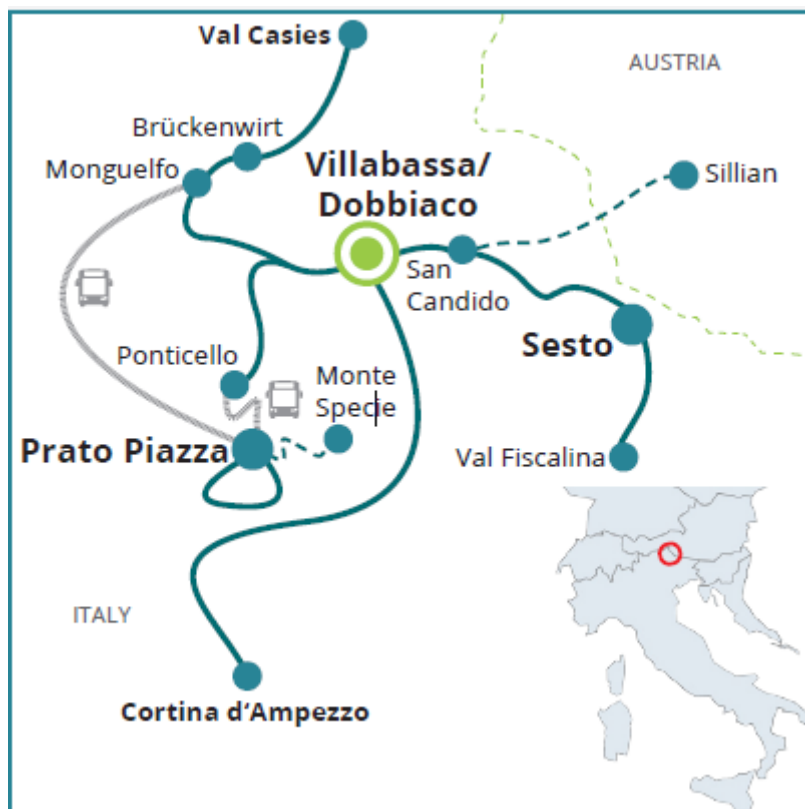 Val Casies
AUSTRIA
Brückenwirt
Monguelfo
Villabassa/
Dobbiaco
Sillian
San
Candido
Sesto
Ponticello
Monte
Specie
Prato Piazza
Val Fiscalina
ITALY
Cortina d‘Ampezzo